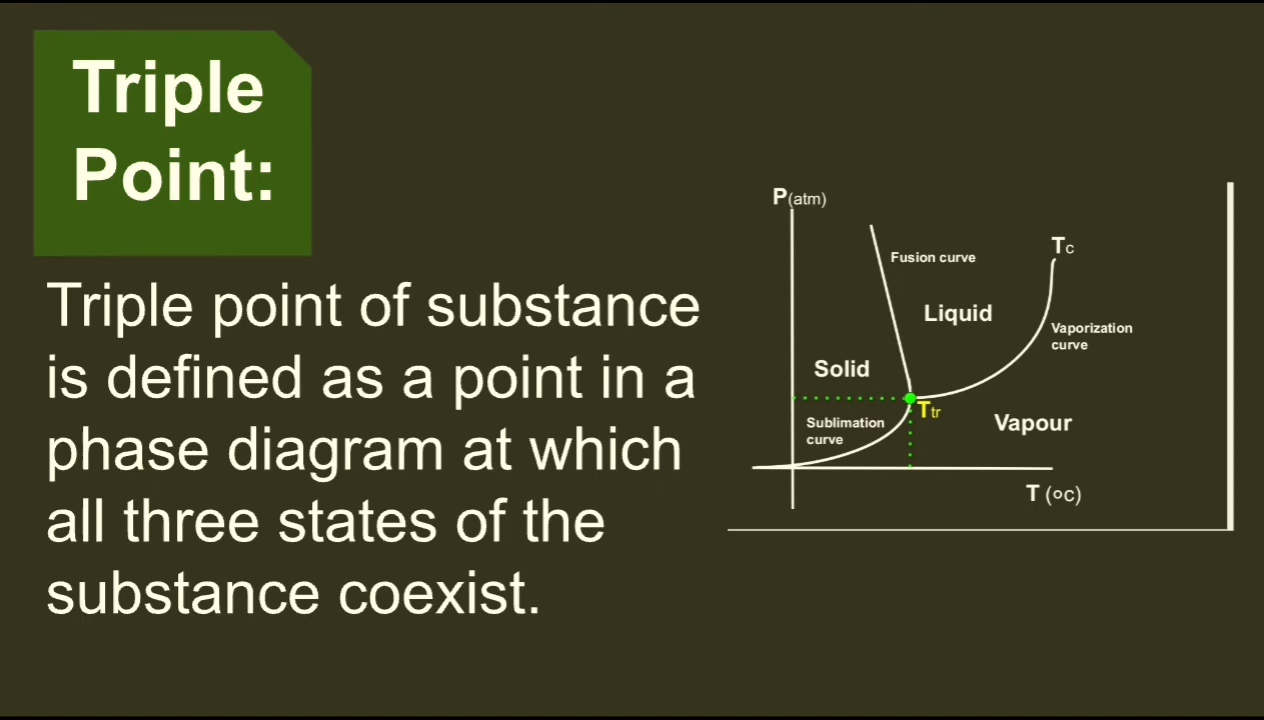 Triple
Point:
Triple point of substance
is defined as a point in a
phase diagram at which
all three states of the
substance coexist.
P(atm)
Fusion curve
Tc
Liquid
Vaporization
curve
Solid
Ttr
Sublimation
curve
Vapour
T (oc)